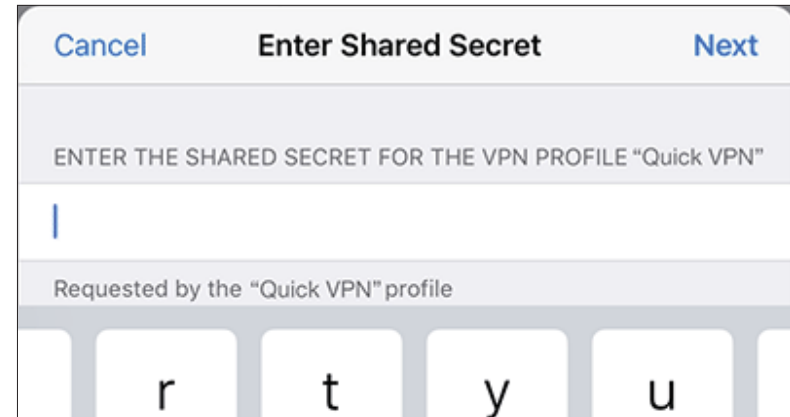 Cancel Enter Shared Secret Next
ENTER THE SHARED SECRET FOR THE VPN PROFILE “Quick VPN”
Requested by the “Quick VPN” profile
r t y u